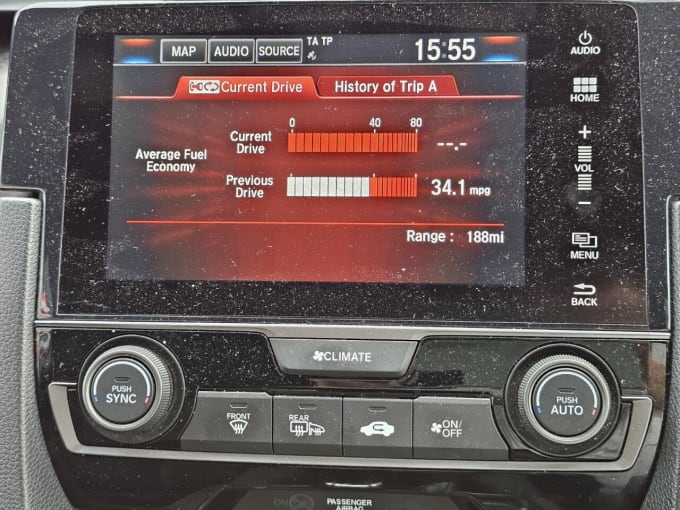 MAP AUDIO SOURCE TA TP 15:55
AUDIO
Current Drive History of Trip A
HOME
0 40 80
Current
Drive --.-
+
VOL
−
Average Fuel
Economy
Previous
Drive 34.1 mpg
Range : 188mi
MENU
BACK
CLIMATE
PUSH
SYNC
FRONT
REAR
ON/
OFF
PUSH
AUTO
PASSENGER
AIRBAG